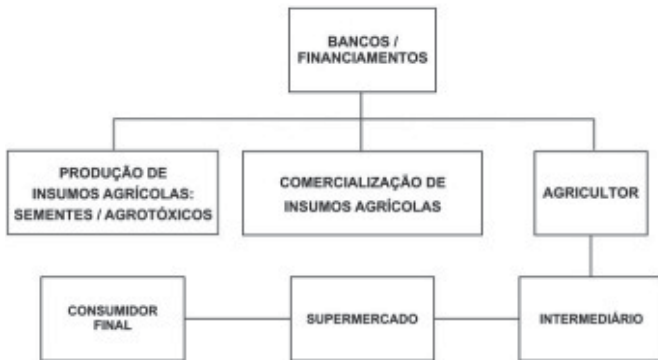 BANCOS /
FINANCIAMENTOS
PRODUÇÃO DE
INSUMOS AGRÍCOLAS:
SEMENTES / AGROTÓXICOS
COMERCIALIZAÇÃO DE
INSUMOS AGRÍCOLAS
AGRICULTOR
CONSUMIDOR
FINAL
SUPERMERCADO
INTERMEDIÁRIO